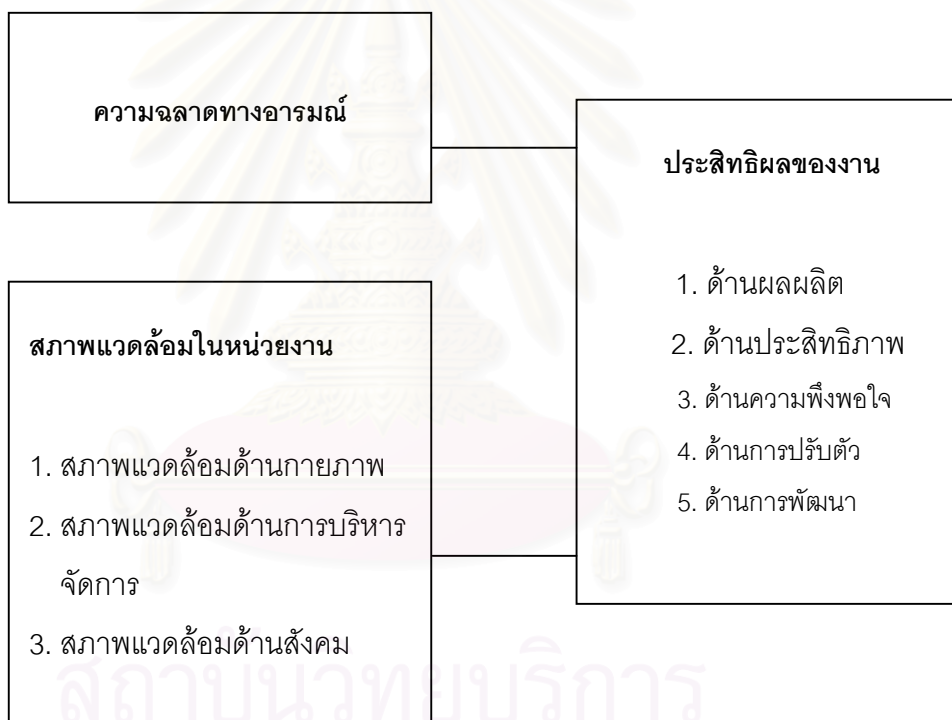 ความฉลาดทางอารมณ์
สภาพแวดล้อมในหน่วยงาน
1. สภาพแวดล้อมด้านกายภาพ
2. สภาพแวดล้อมด้านการบริหาร
จัดการ
3. สภาพแวดล้อมด้านสังคม
ประสิทธิผลของงาน
1. ด้านผลผลิต
2. ด้านประสิทธิภาพ
3. ด้านความพึงพอใจ
4. ด้านการปรับตัว
5. ด้านการพัฒนา
สถาบันวิทยบริการ